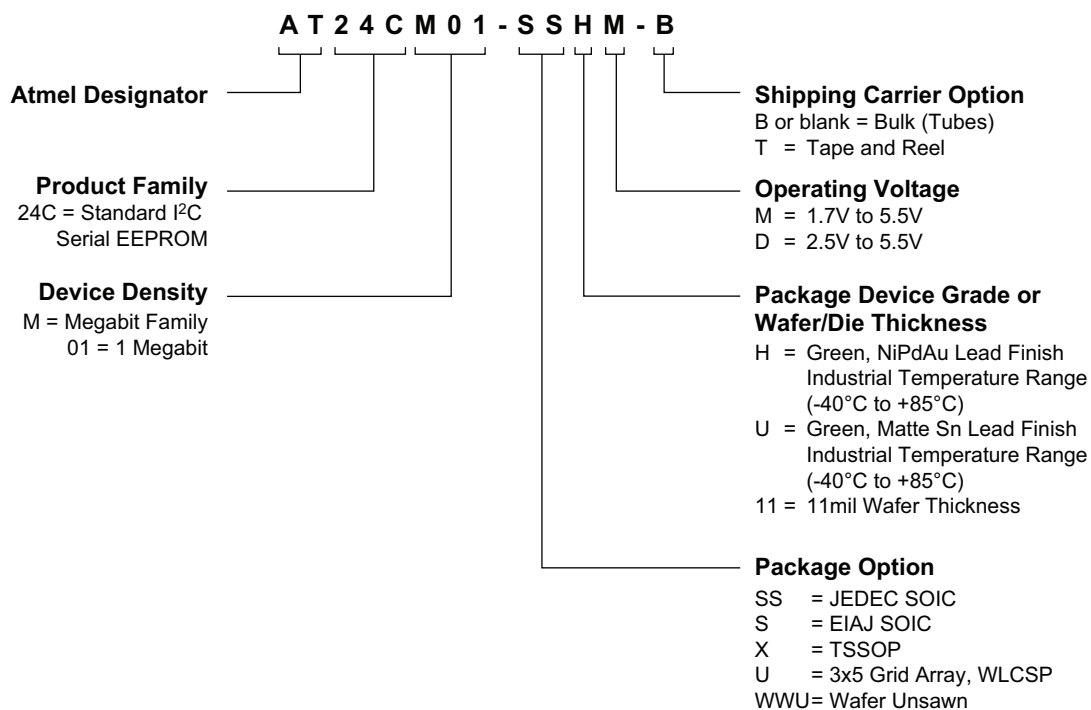 A T 2 4 C M 0 1 - S S H M - B
Atmel Designator
Product Family
24C = Standard I²C
Serial EEPROM
Device Density
M = Megabit Family
01 = 1 Megabit
Shipping Carrier Option
B or blank = Bulk (Tubes)
T = Tape and Reel
Operating Voltage
M = 1.7V to 5.5V
D = 2.5V to 5.5V
Package Device Grade or
Wafer/Die Thickness
H = Green, NiPdAu Lead Finish
Industrial Temperature Range
(-40°C to +85°C)
U = Green, Matte Sn Lead Finish
Industrial Temperature Range
(-40°C to +85°C)
11 = 11mil Wafer Thickness
Package Option
SS = JEDEC SOIC
S = EIAJ SOIC
X = TSSOP
U = 3x5 Grid Array, WLCSP
WWU= Wafer Unsawn